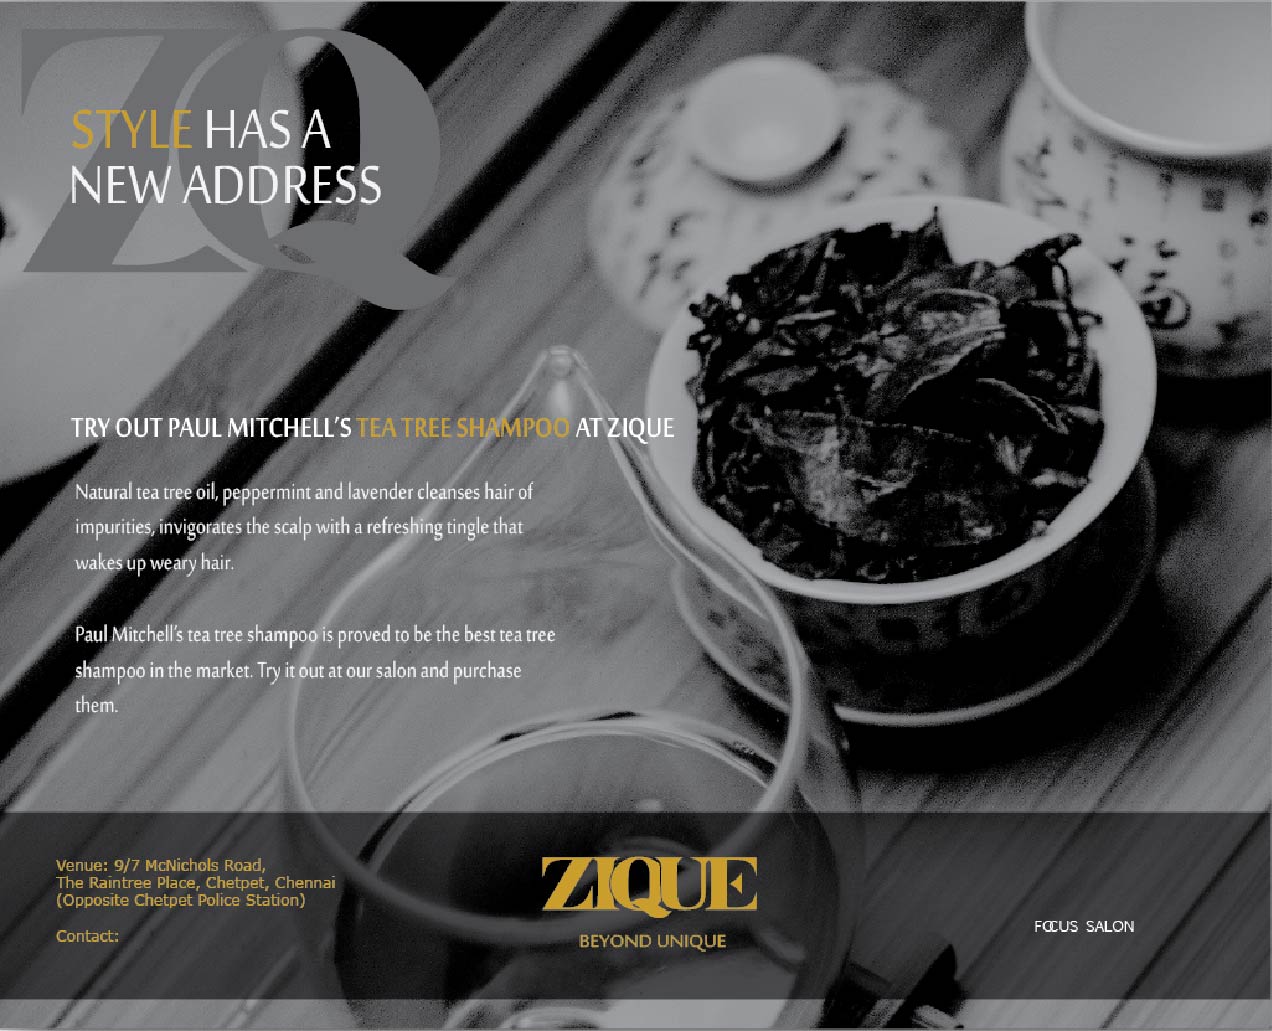 ZQ
STYLE HAS A
NEW ADDRESS
TRY OUT PAUL MITCHELL'S TEA TREE SHAMPOO AT ZIQUE
Natural tea tree oil, peppermint and lavender cleanses hair of
impurities, invigorates the scalp with a refreshing tingle that
wakes up weary hair.
Paul Mitchell's tea tree shampoo is proved to be the best tea tree
shampoo in the market. Try it out at our salon and purchase
them.
Venue: 9/7 McNichols Road,
The Raintree Place, Chetpet, Chennai
(Opposite Chetpet Police Station)
Contact:
ZIQUE
BEYOND UNIQUE
FOCUS SALON